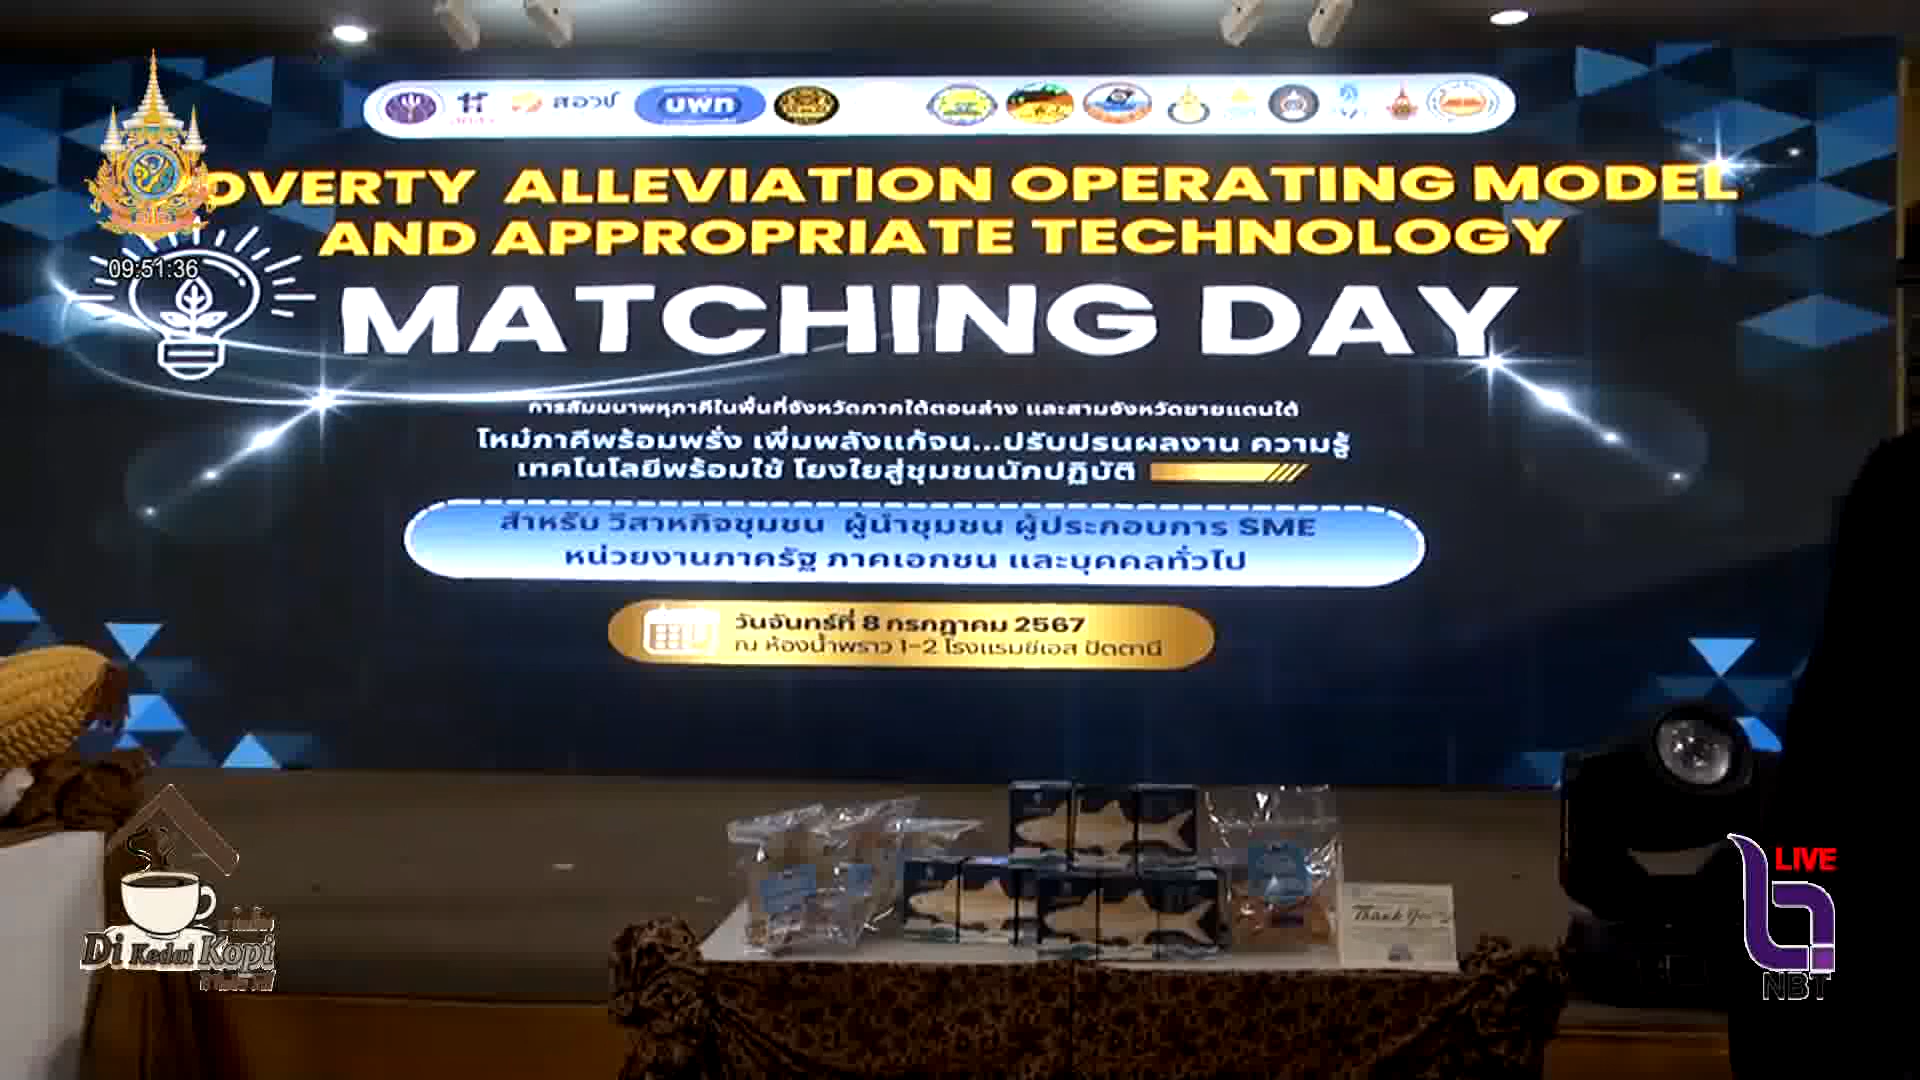 สอวช
บพท
OVERTY ALLEVIATION OPERATING MODEL
AND APPROPRIATE TECHNOLOGY
09:51:36
MATCHING DAY
การสัมมนาพหุภาคีในพื้นที่จังหวัดภาคใต้ตอนล่าง และสามจังหวัดชายแดนใต้
โหมภาคีพร้อมพรั่ง เพิ่มพลังแก้จน...ปรับปรนผลงาน ความรู้
เทคโนโลยีพร้อมใช้ โยงใยสู่ชุมชนนักปฏิบัติ
สำหรับ วิสาหกิจชุมชน ผู้นำชุมชน ผู้ประกอบการ SME
หน่วยงานภาครัฐ ภาคเอกชน และบุคคลทั่วไป
วันจันทร์ที่ 8 กรกฎาคม 2567
ณ ห้องน้ำพราว 1-2 โรงแรมซีเอส ปัตตานี
LIVE
Thank You
Di Kedai Kopi
NBT